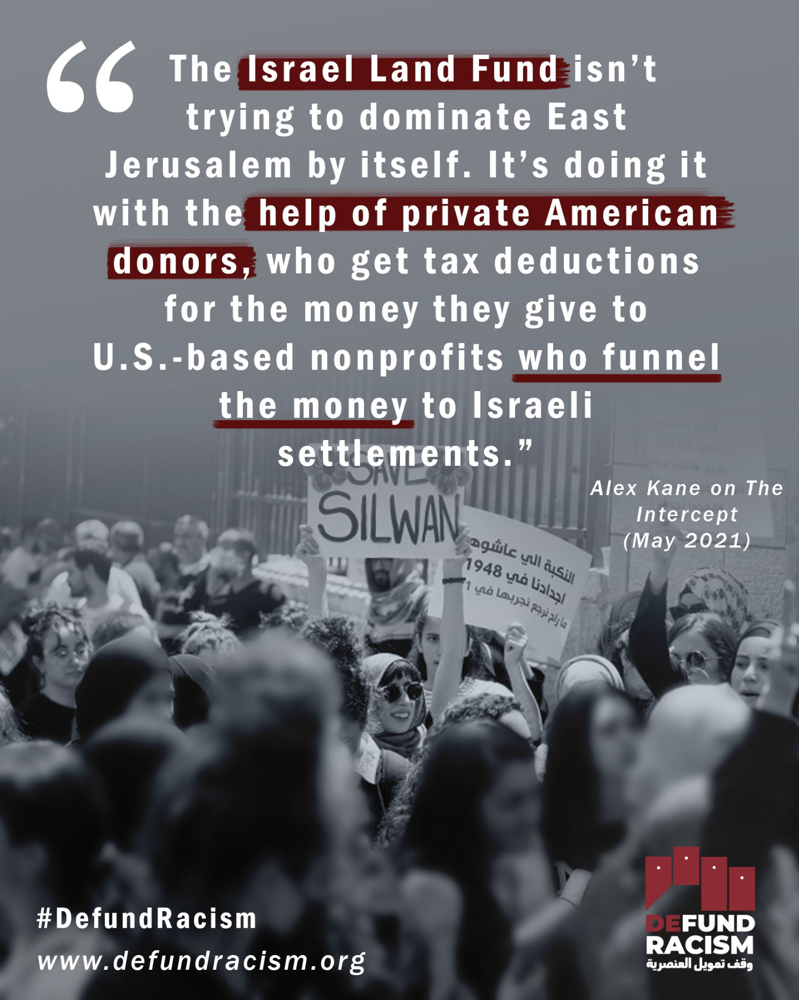 “
The Israel Land Fund isn’t
trying to dominate East
Jerusalem by itself. It’s doing it
with the help of private American
donors, who get tax deductions
for the money they give to
U.S.-based nonprofits who funnel
the money to Israeli
settlements.”
Alex Kane on The
Intercept
(May 2021)
SAVE
SILWAN
النكبة الي عاشوها
اجدادنا في 1948
ما راح نرجع نجربها في
#DefundRacism
www.defundracism.org
DEFUND
RACISM
وقف تمويل العنصرية